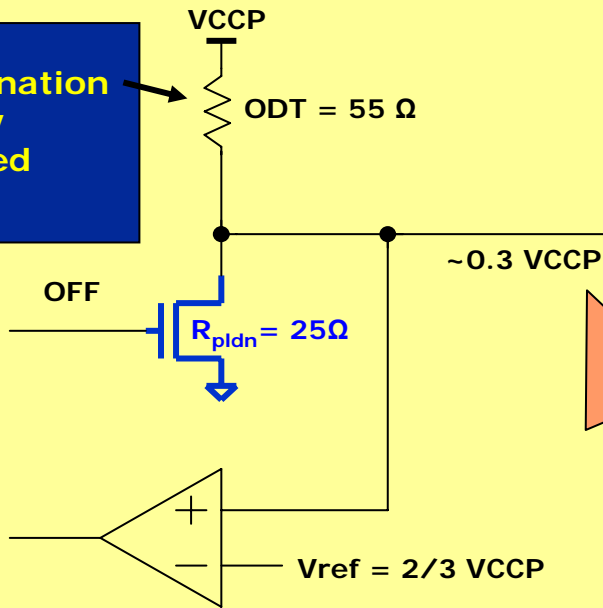 VCCP
nation
ed
ODT = 55 Ω
~0.3 VCCP
OFF
Rpldn= 25Ω
+
−
Vref = 2/3 VCCP